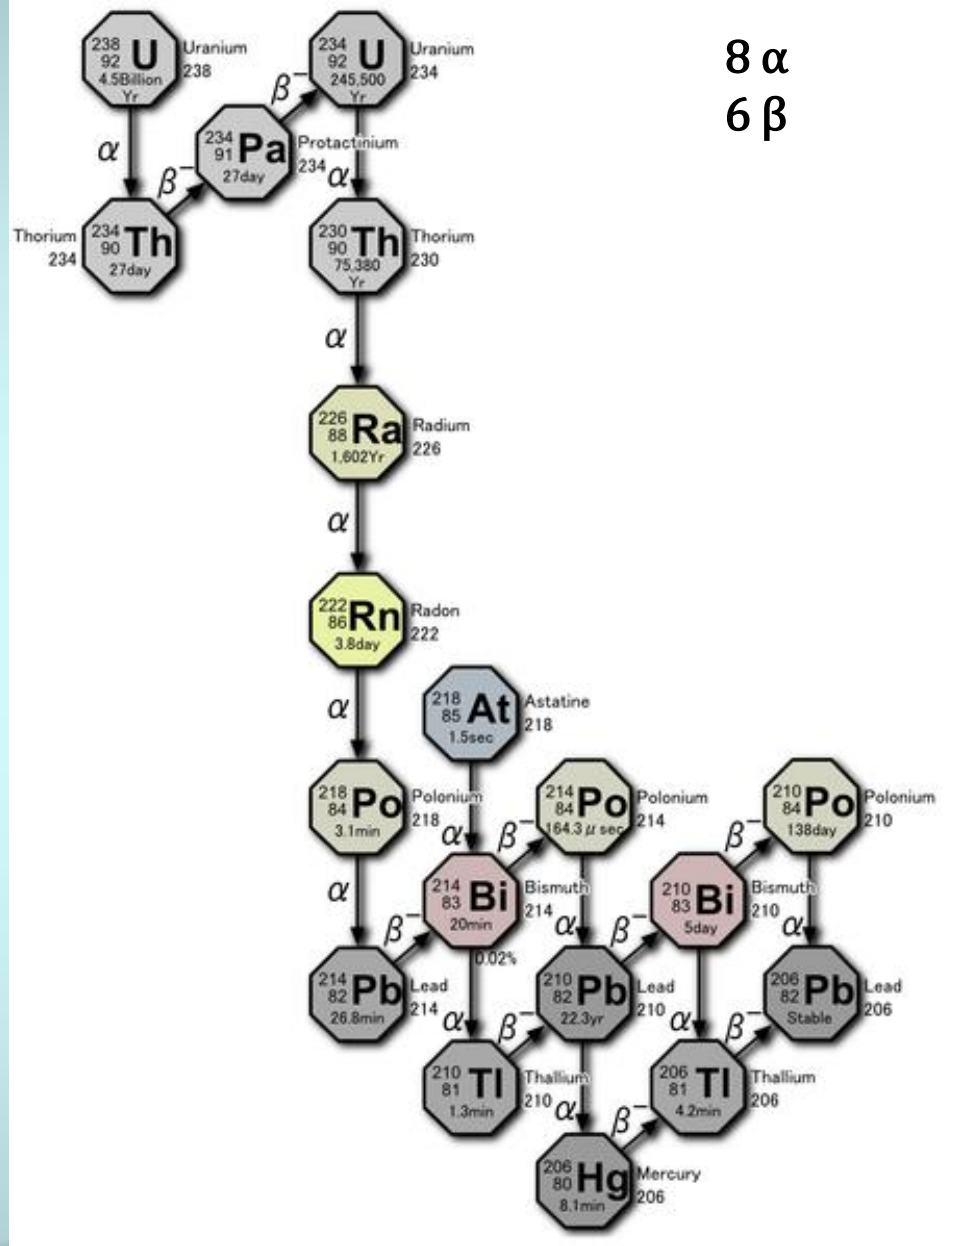 8 α
6 β
238
92
U
4.5Billion
Yr
Uranium
238
α
234
90
Th
27day
Thorium
234
β⁻
234
91
Pa
27day
Protactinium
234
β⁻
234
92
U
245,500
Yr
Uranium
234
α
230
90
Th
75,380
Yr
Thorium
230
α
226
88
Ra
1,602Yr
Radium
226
α
222
86
Rn
3.8day
Radon
222
α
218
85
At
1.5sec
Astatine
218
α
218
84
Po
3.1min
Polonium
218
α
214
82
Pb
26.8min
Lead
214
β⁻
214
83
Bi
20min
Bismuth
214
0.02%
β⁻
214
84
Po
164.3 μ sec
Polonium
214
α
α
210
81
Tl
1.3min
Thallium
210
β⁻
210
82
Pb
22.3yr
Lead
210
β⁻
210
83
Bi
5day
Bismuth
210
β⁻
210
84
Po
138day
Polonium
210
α
206
82
Pb
Stable
Lead
206
α
206
81
Tl
4.2min
Thallium
206
β⁻
α
206
80
Hg
8.1min
Mercury
206
β⁻